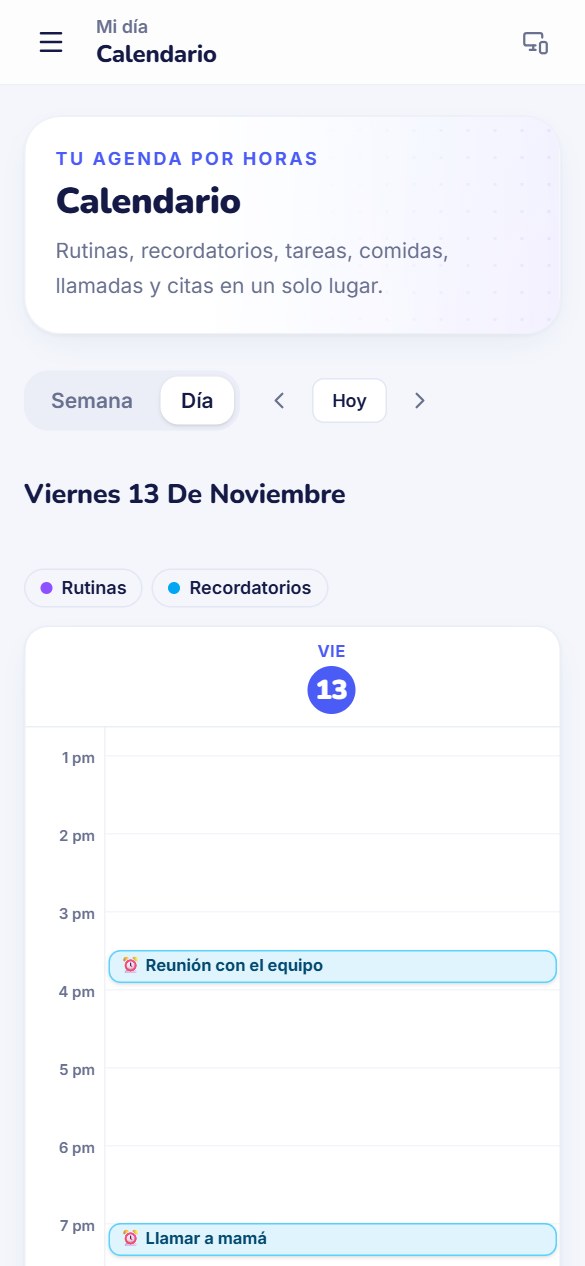 Mi día
Calendario
TU AGENDA POR HORAS
Calendario
Rutinas, recordatorios, tareas, comidas,
llamadas y citas en un solo lugar.
Semana Día Hoy
Viernes 13 De Noviembre
Rutinas Recordatorios
VIE
13
1 pm
2 pm
3 pm
Reunión con el equipo
4 pm
5 pm
6 pm
7 pm
Llamar a mamá